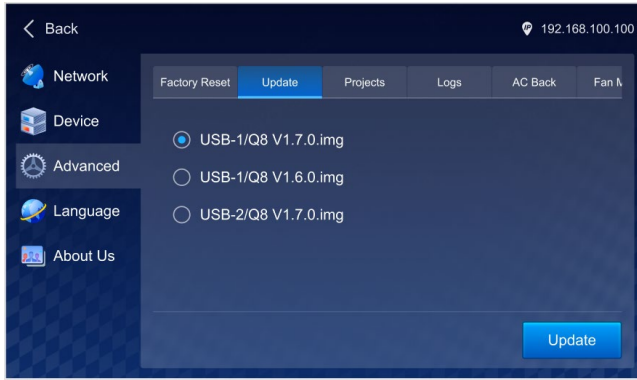 Back
192.168.100.100
Network
Device
Advanced
Language
About Us
Factory Reset Update Projects Logs AC Back Fan
USB-1/Q8 V1.7.0.img
USB-1/Q8 V1.6.0.img
USB-2/Q8 V1.7.0.img
Update